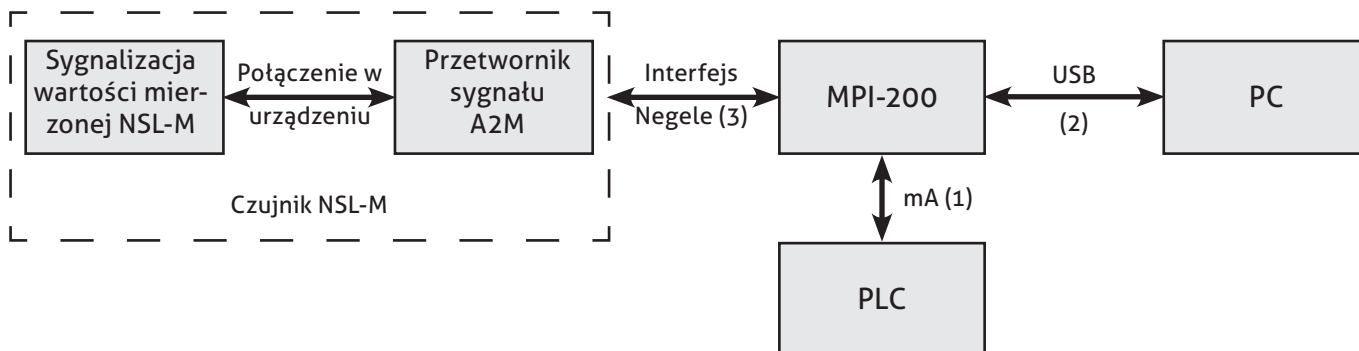 Sygnalizacja
wartości mier-
zonej NSL-M
Połączenie w
urządzeniu
Przetwornik
sygnału
A2M
Czujnik NSL-M
Interfejs
Negele (3)
MPI-200
USB
(2)
PC
mA (1)
PLC